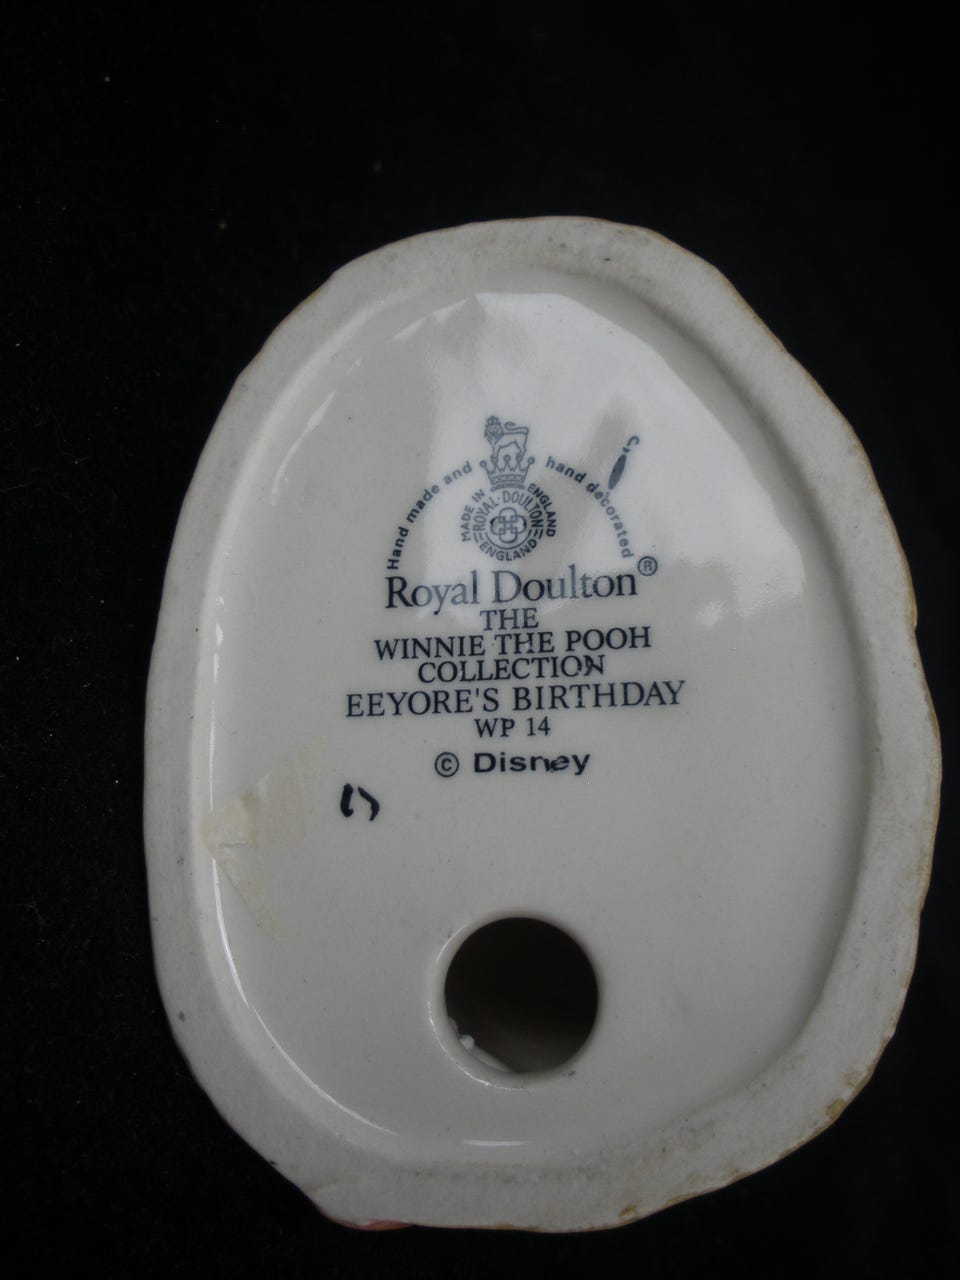 Hand made and hand decorated
MADE IN ENGLAND
ROYAL·DOULTON
ENGLAND
Royal Doulton®
THE
WINNIE THE POOH
COLLECTION
EEYORE'S BIRTHDAY
WP 14
© Disney